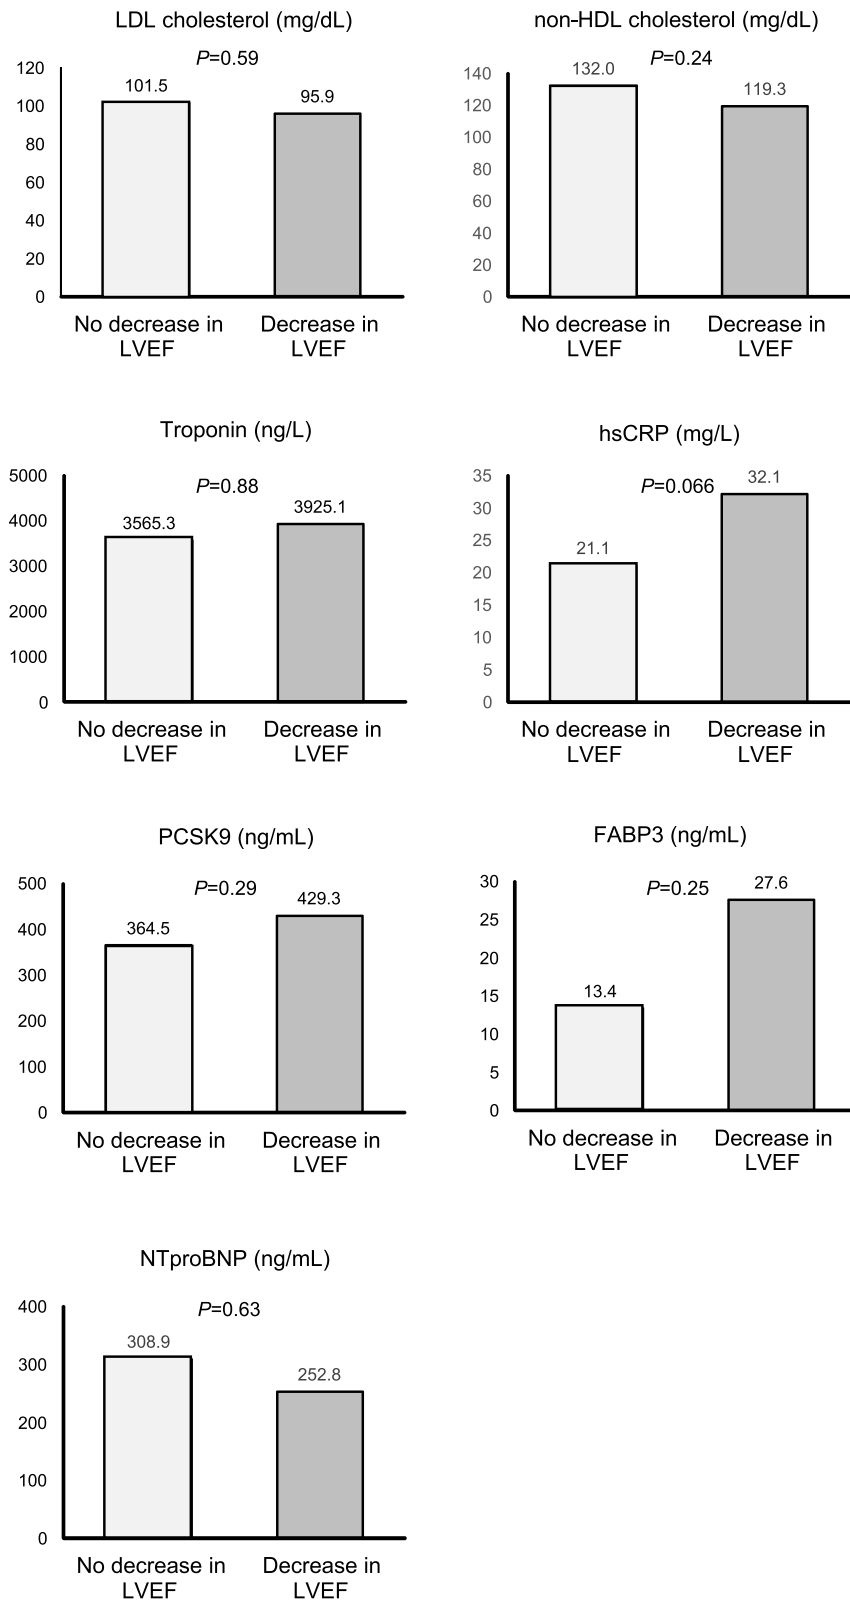 LDL cholesterol (mg/dL)
P=0.59
120
100
80
60
40
20
0
101.5
95.9
No decrease in
LVEF
Decrease in
LVEF
non-HDL cholesterol (mg/dL)
P=0.24
140
120
100
80
60
40
20
0
132.0
119.3
No decrease in
LVEF
Decrease in
LVEF
Troponin (ng/L)
P=0.88
5000
4000
3000
2000
1000
0
3565.3
3925.1
No decrease in
LVEF
Decrease in
LVEF
hsCRP (mg/L)
P=0.066
35
30
25
20
15
10
5
0
21.1
32.1
No decrease in
LVEF
Decrease in
LVEF
PCSK9 (ng/mL)
P=0.29
500
400
300
200
100
0
364.5
429.3
No decrease in
LVEF
Decrease in
LVEF
FABP3 (ng/mL)
P=0.25
30
25
20
15
10
5
0
13.4
27.6
No decrease in
LVEF
Decrease in
LVEF
NTproBNP (ng/mL)
P=0.63
400
300
200
100
0
308.9
252.8
No decrease in
LVEF
Decrease in
LVEF